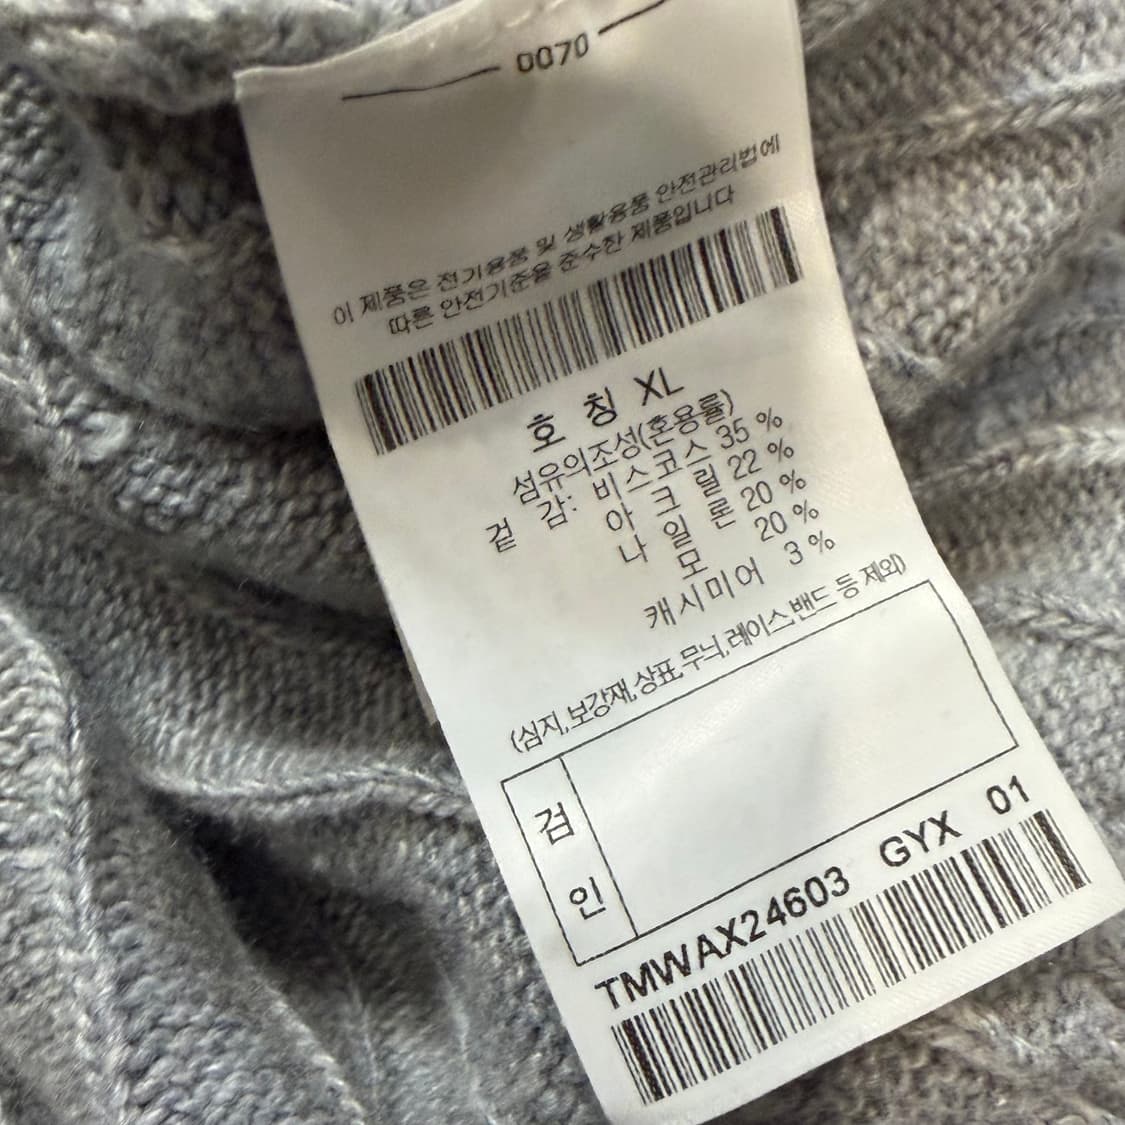 0070
이 제품은 전기용품 및 생활용품 안전관리법에
따른 안전기준을 준수한 제품입니다
호 칭 XL
섬유의조성(혼용률)
겉 감: 비스코스 35 %
아 크 릴 22 %
나 일 론 20 %
모 20 %
캐시미어 3 %
(심지,보강재,상표,무늬,레이스,밴드 등 제외)
검
인
TMWAX24603 GYX 01